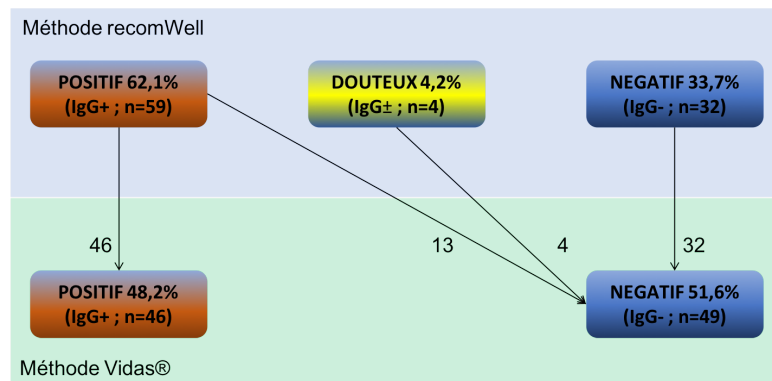 Méthode recomWell
POSITIF 62,1%
(IgG+ ; n=59)
DOUTEUX 4,2%
(IgG± ; n=4)
NEGATIF 33,7%
(IgG- ; n=32)
46
13
4
32
POSITIF 48,2%
(IgG+ ; n=46)
NEGATIF 51,6%
(IgG- ; n=49)
Méthode Vidas®